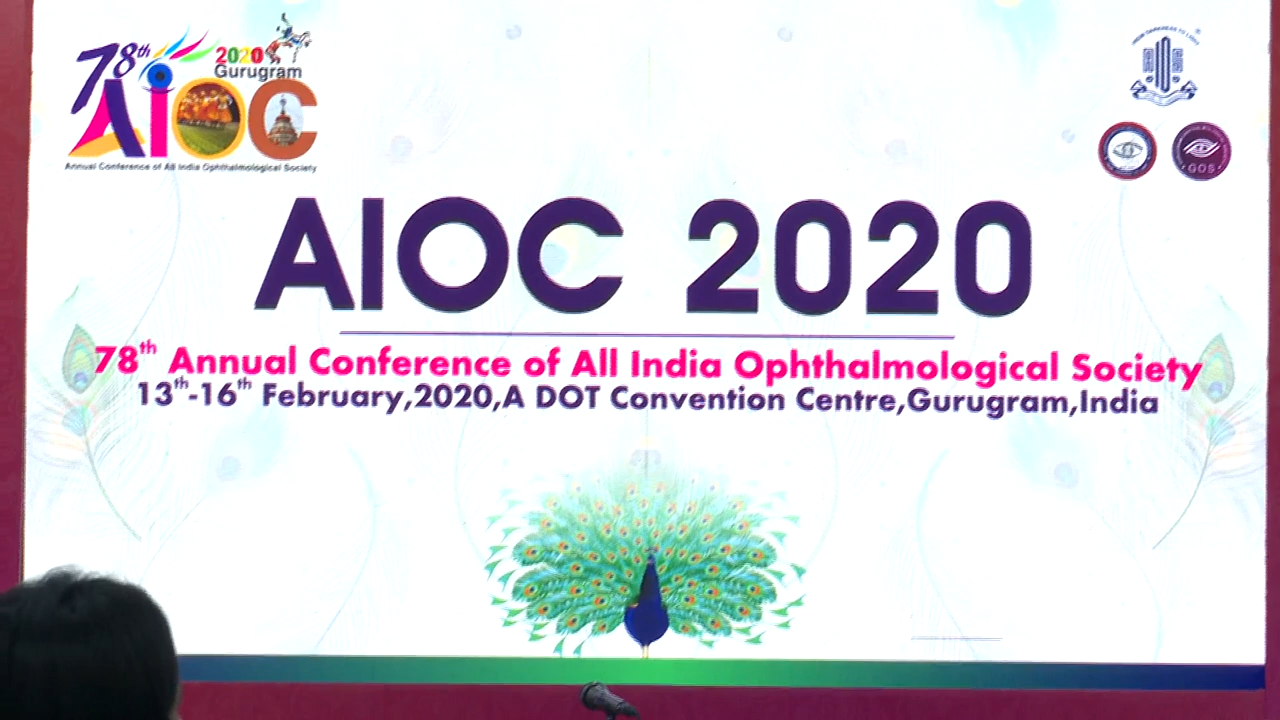 78th
2020
Gurugram
AIOC
Annual Conference of All India Ophthalmological Society
GOS
AIOC 2020
78th Annual Conference of All India Ophthalmological Society
13th-16th February,2020,A DOT Convention Centre,Gurugram,India